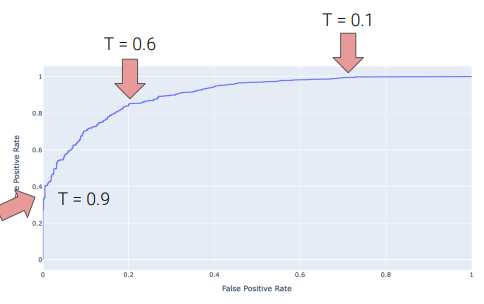 T = 0.1
T = 0.6
1
0.8
0.6
0.4
0.2
0
Positive Rate
T = 0.9
0
0.2
0.4
0.6
0.8
1
False Positive Rate